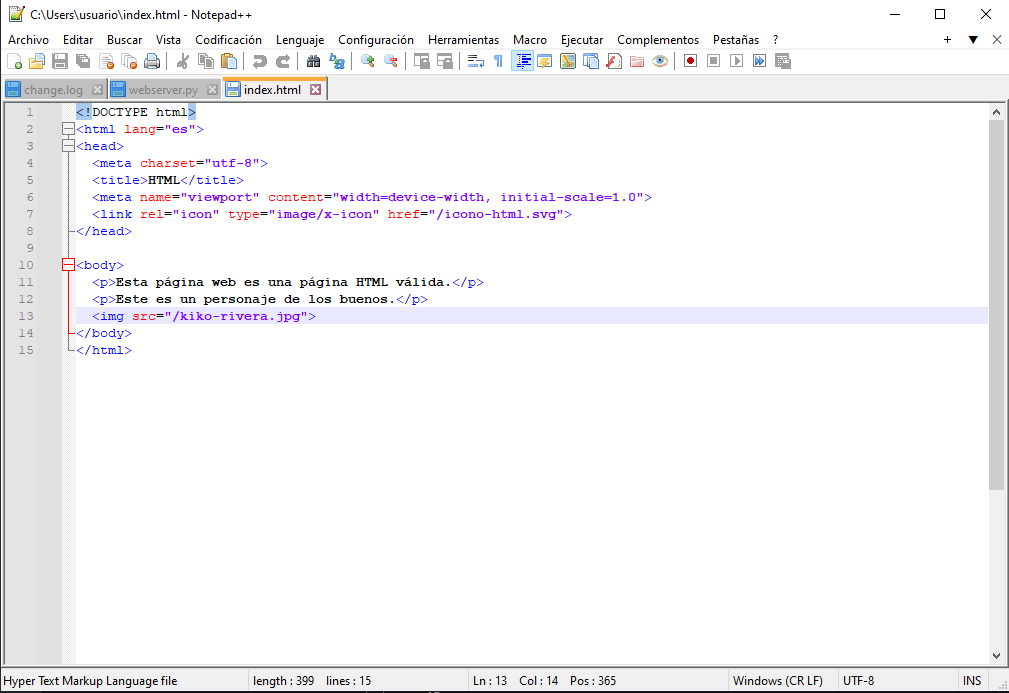 C:\Users\usuario\index.html - Notepad++
Archivo Editar Buscar Vista Codificación Lenguaje Configuración Herramientas Macro Ejecutar Complementos Pestañas ? + ▼ ✕
change.log webserver.py index.html
1 <!DOCTYPE html>
2 <html lang="es">
3 <head>
4 <meta charset="utf-8">
5 <title>HTML</title>
6 <meta name="viewport" content="width=device-width, initial-scale=1.0">
7 <link rel="icon" type="image/x-icon" href="/icono-html.svg">
8 </head>
9
10 <body>
11 <p>Esta página web es una página HTML válida.</p>
12 <p>Este es un personaje de los buenos.</p>
13 <img src="/kiko-rivera.jpg">
14 </body>
15 </html>
Hyper Text Markup Language file length : 399 lines : 15 Ln : 13 Col : 14 Pos : 365 Windows (CR LF) UTF-8 INS